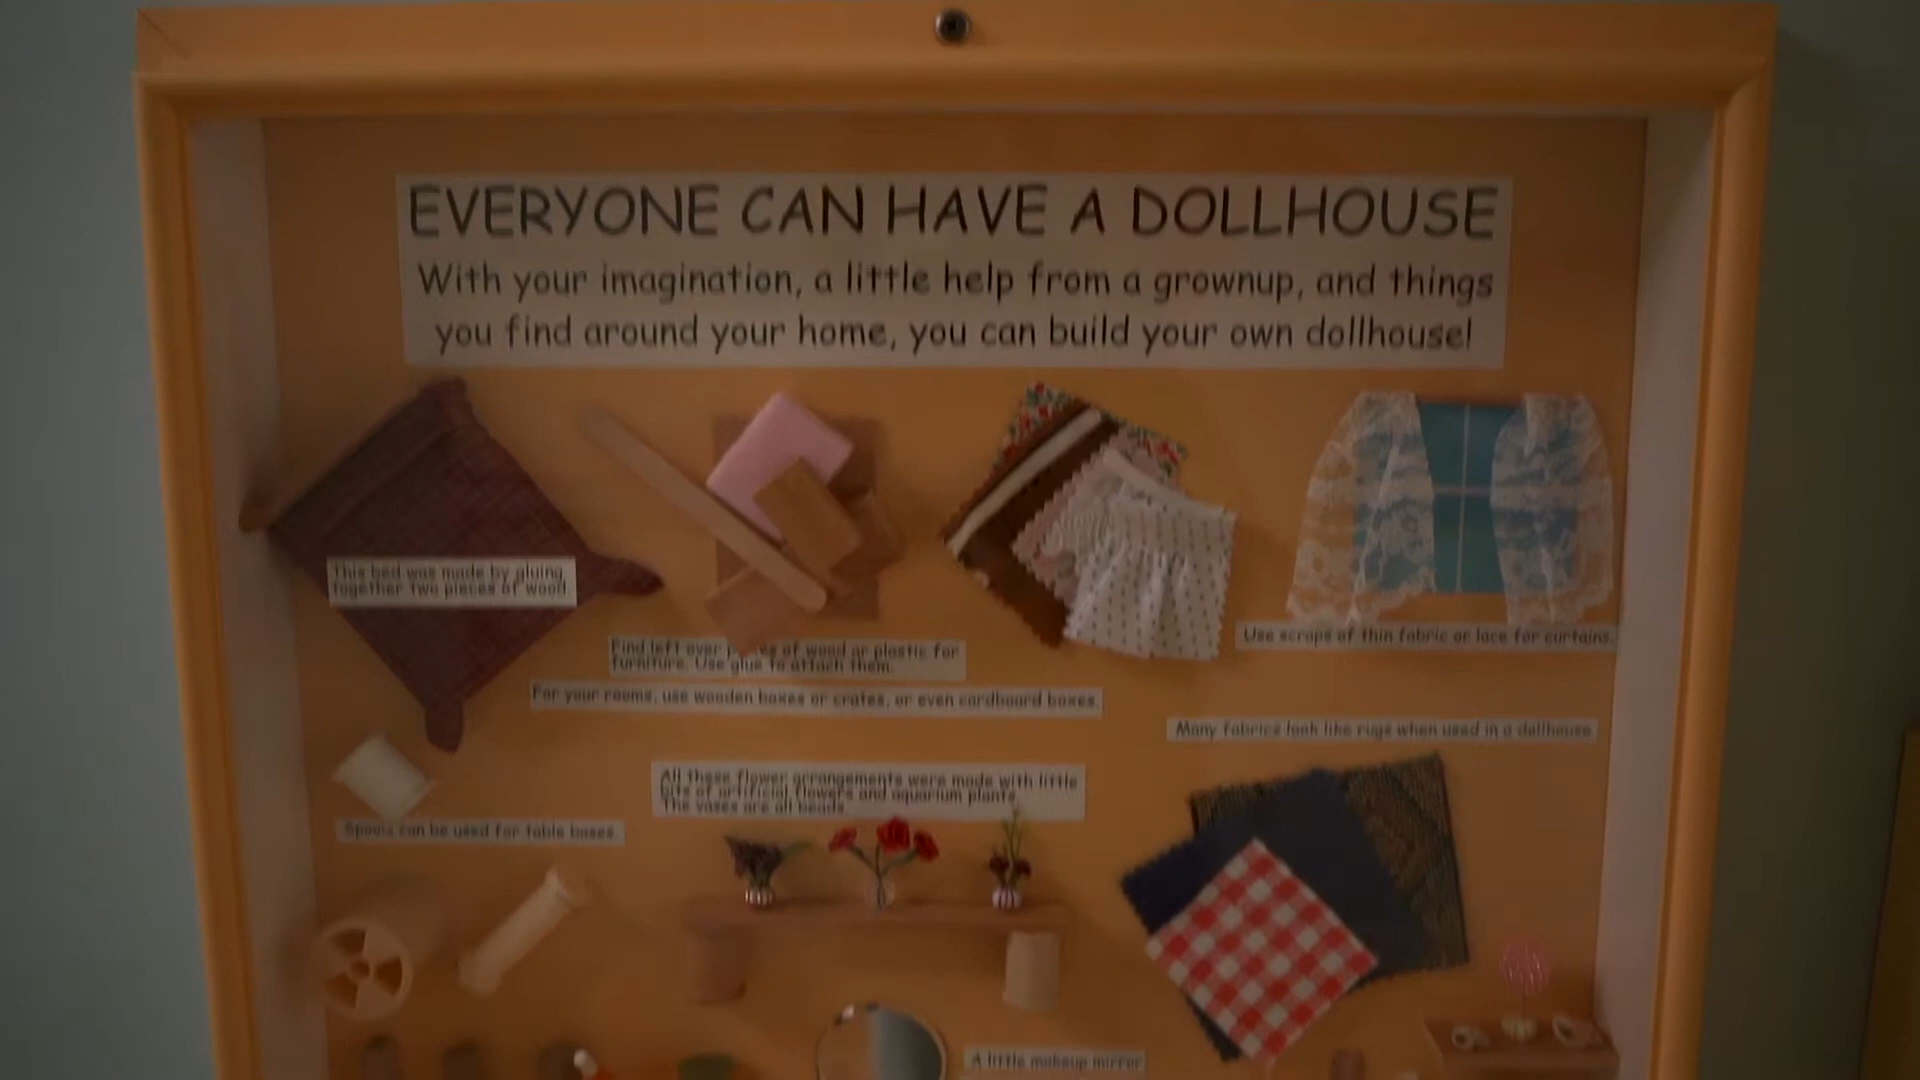 EVERYONE CAN HAVE A DOLLHOUSE
With your imagination, a little help from a grownup, and things
you find around your home, you can build your own dollhouse!
This bed was made by gluing
together two pieces of wood.
Find left over pieces of wood or plastic for
furniture. Use glue to attach them.
For your rooms, use wooden boxes or crates, or even cardboard boxes.
Use scraps of thin fabric or lace for curtains.
Many fabrics look like rugs when used in a dollhouse.
All these flower arrangements were made with little
bits of artificial flowers and aquarium plants.
The vases are all beads.
Spools can be used for table bases.
A little makeup mirror